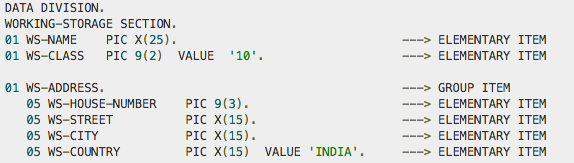 DATA DIVISION.
WORKING-STORAGE SECTION.
01 WS-NAME    PIC X(25).                                ---> ELEMENTARY ITEM
01 WS-CLASS   PIC 9(2)  VALUE  '10'.                    ---> ELEMENTARY ITEM
01 WS-ADDRESS.                                          ---> GROUP ITEM
   05 WS-HOUSE-NUMBER    PIC 9(3).                      ---> ELEMENTARY ITEM
   05 WS-STREET          PIC X(15).                     ---> ELEMENTARY ITEM
   05 WS-CITY            PIC X(15).                     ---> ELEMENTARY ITEM
   05 WS-COUNTRY         PIC X(15)  VALUE 'INDIA'.      ---> ELEMENTARY ITEM